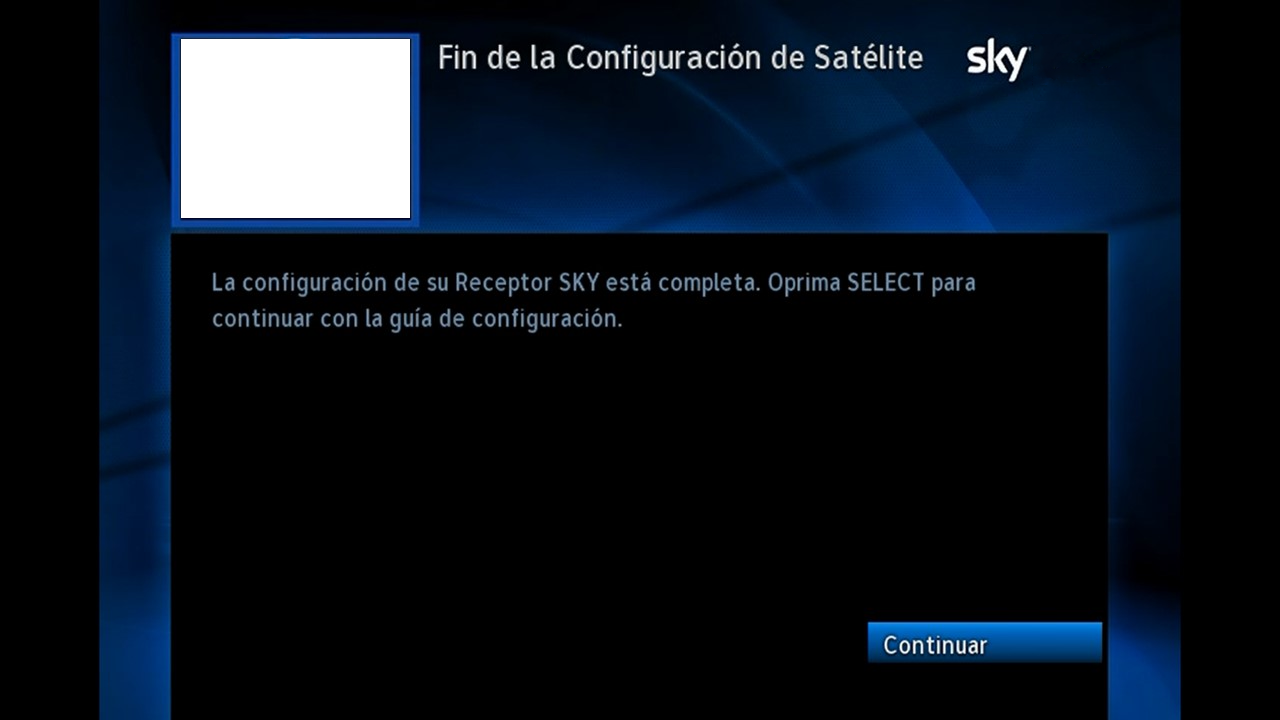 Fin de la Configuración de Satélite
sky
La configuración de su Receptor SKY está completa. Oprima SELECT para
continuar con la guía de configuración.
Continuar